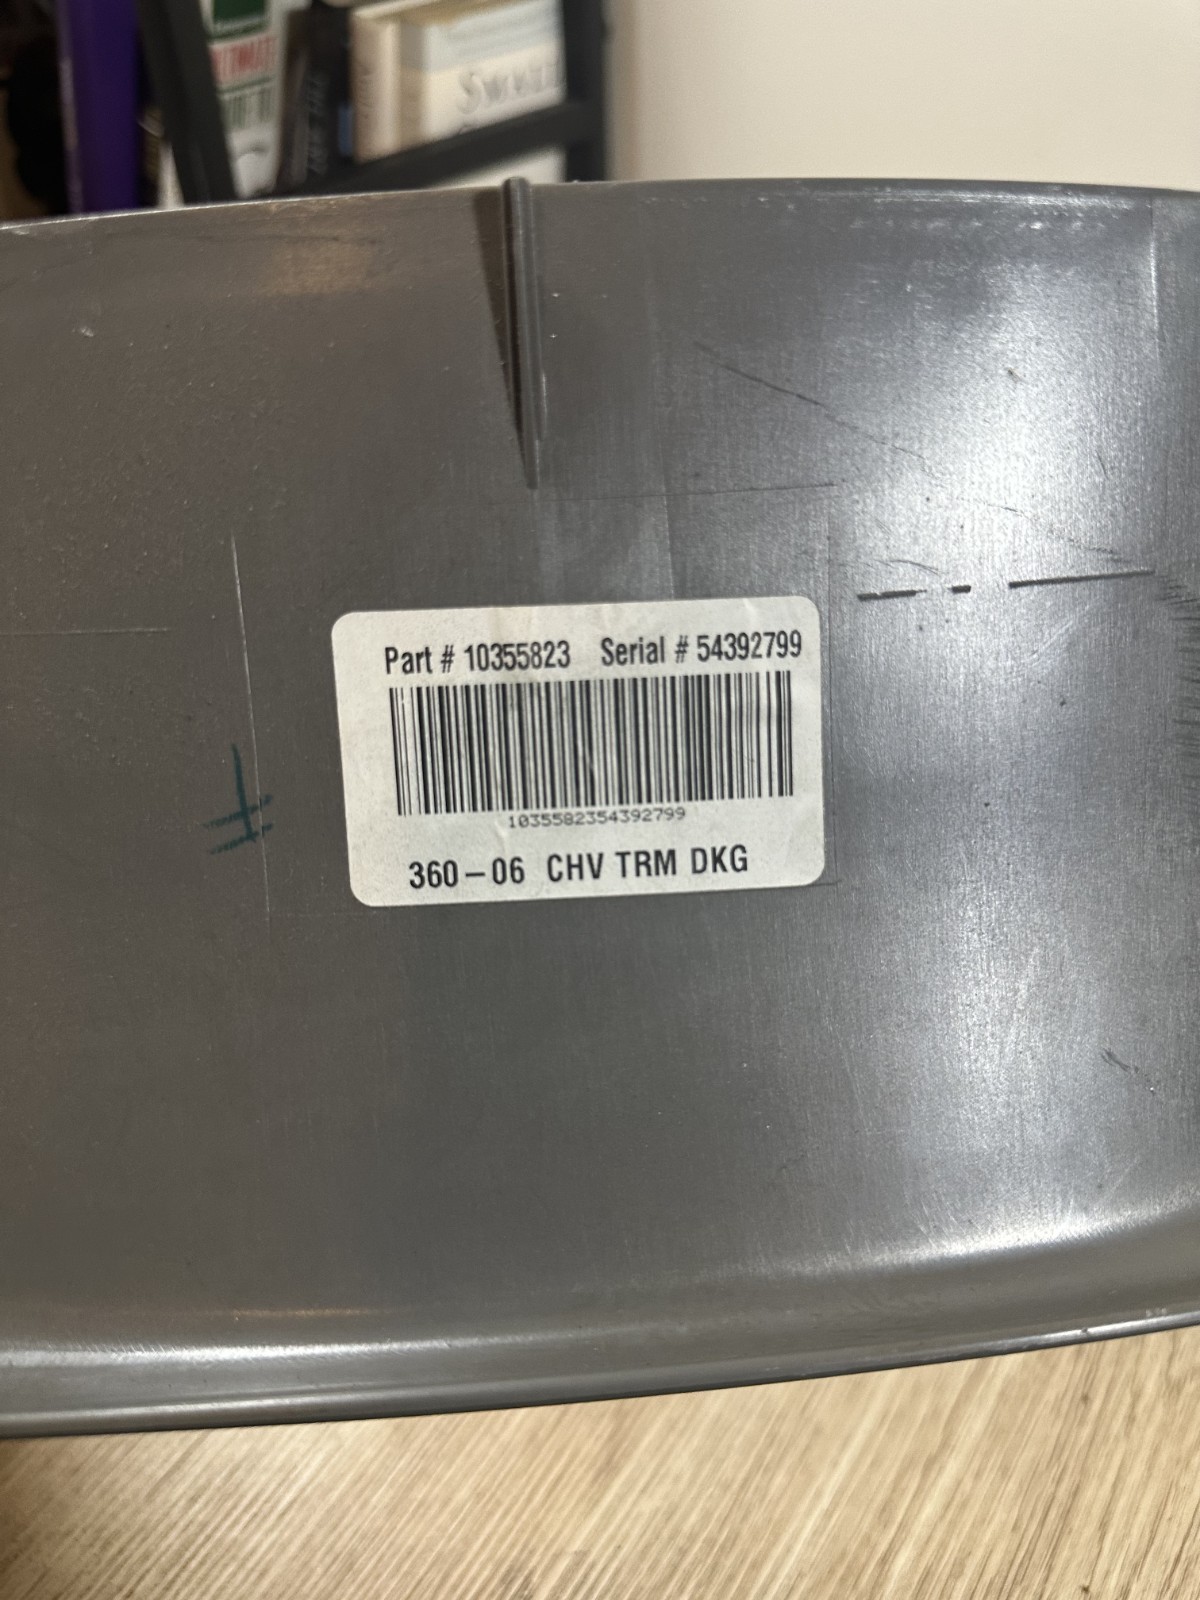 Part # 10355823 Serial # 54392799
1035582354392799
360-06 CHV TRM DKG